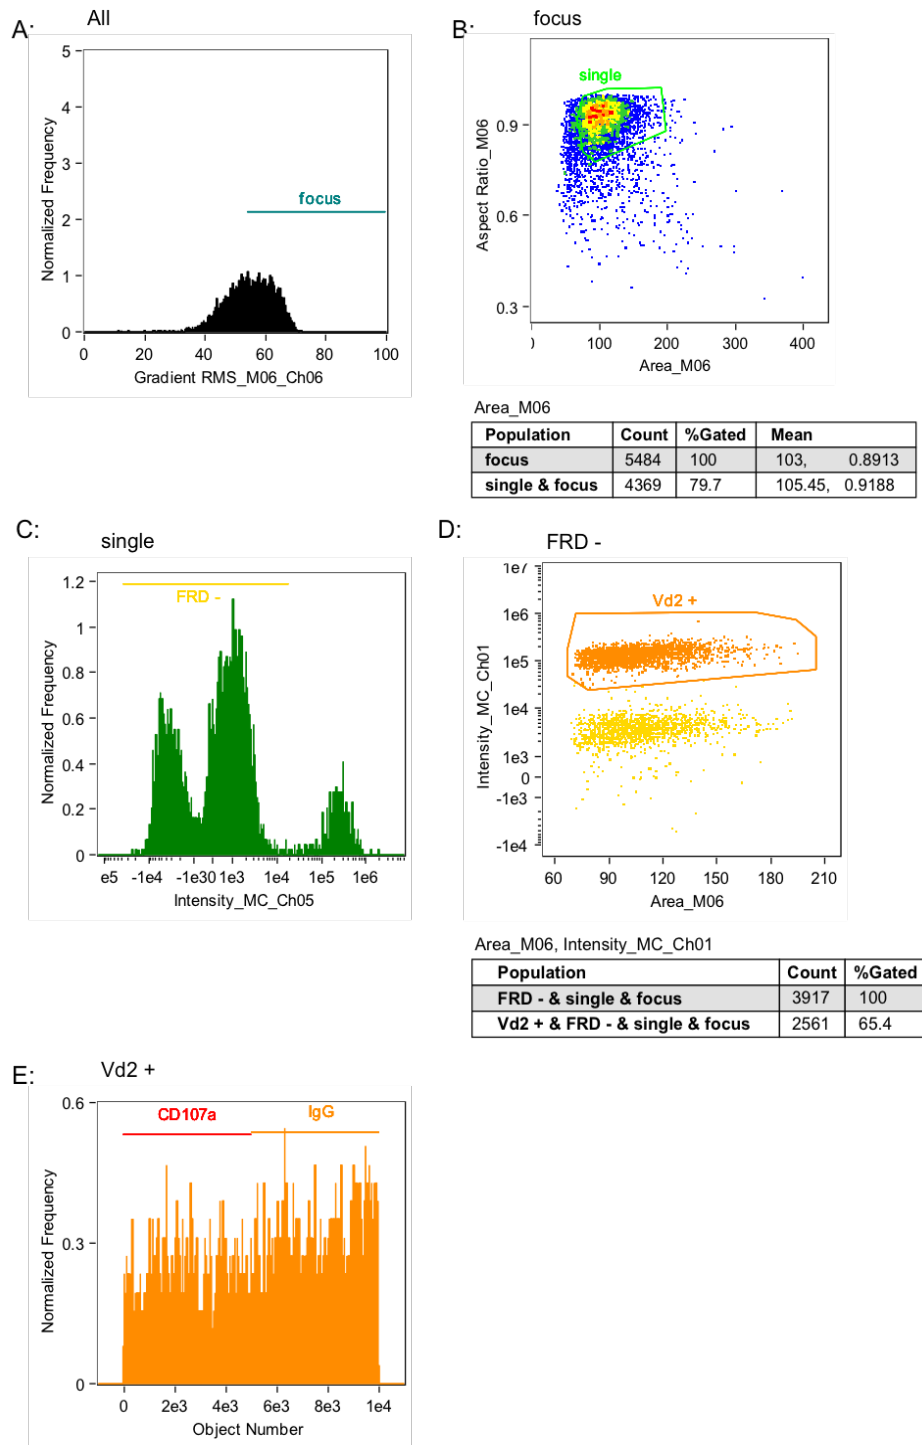 A:
All
5
4
3
2
1
0
Normalized Frequency
focus
0 20 40 60 80 100
Gradient RMS_M06_Ch06
B:
focus
single
0.9
0.6
0.3
Aspect Ratio_M06
100 200 300 400
Area_M06
Area_M06
Population Count %Gated Mean
focus 5484 100 103, 0.8913
single & focus 4369 79.7 105.45, 0.9188
C:
single
1.2
1
0.8
0.6
0.4
0.2
0
Normalized Frequency
FRD -
e5 -1e4 -1e30 1e3 1e4 1e5 1e6
Intensity_MC_Ch05
D:
FRD -
1e7
1e6
1e5
1e4
1e3
0
-1e3
-1e4
Intensity_MC_Ch01
Vd2 +
60 90 120 150 180 210
Area_M06
Area_M06, Intensity_MC_Ch01
Population Count %Gated
FRD - & single & focus 3917 100
Vd2 + & FRD - & single & focus 2561 65.4
E:
Vd2 +
0.6
0.3
0
Normalized Frequency
CD107a IgG
0 2e3 4e3 6e3 8e3 1e4
Object Number